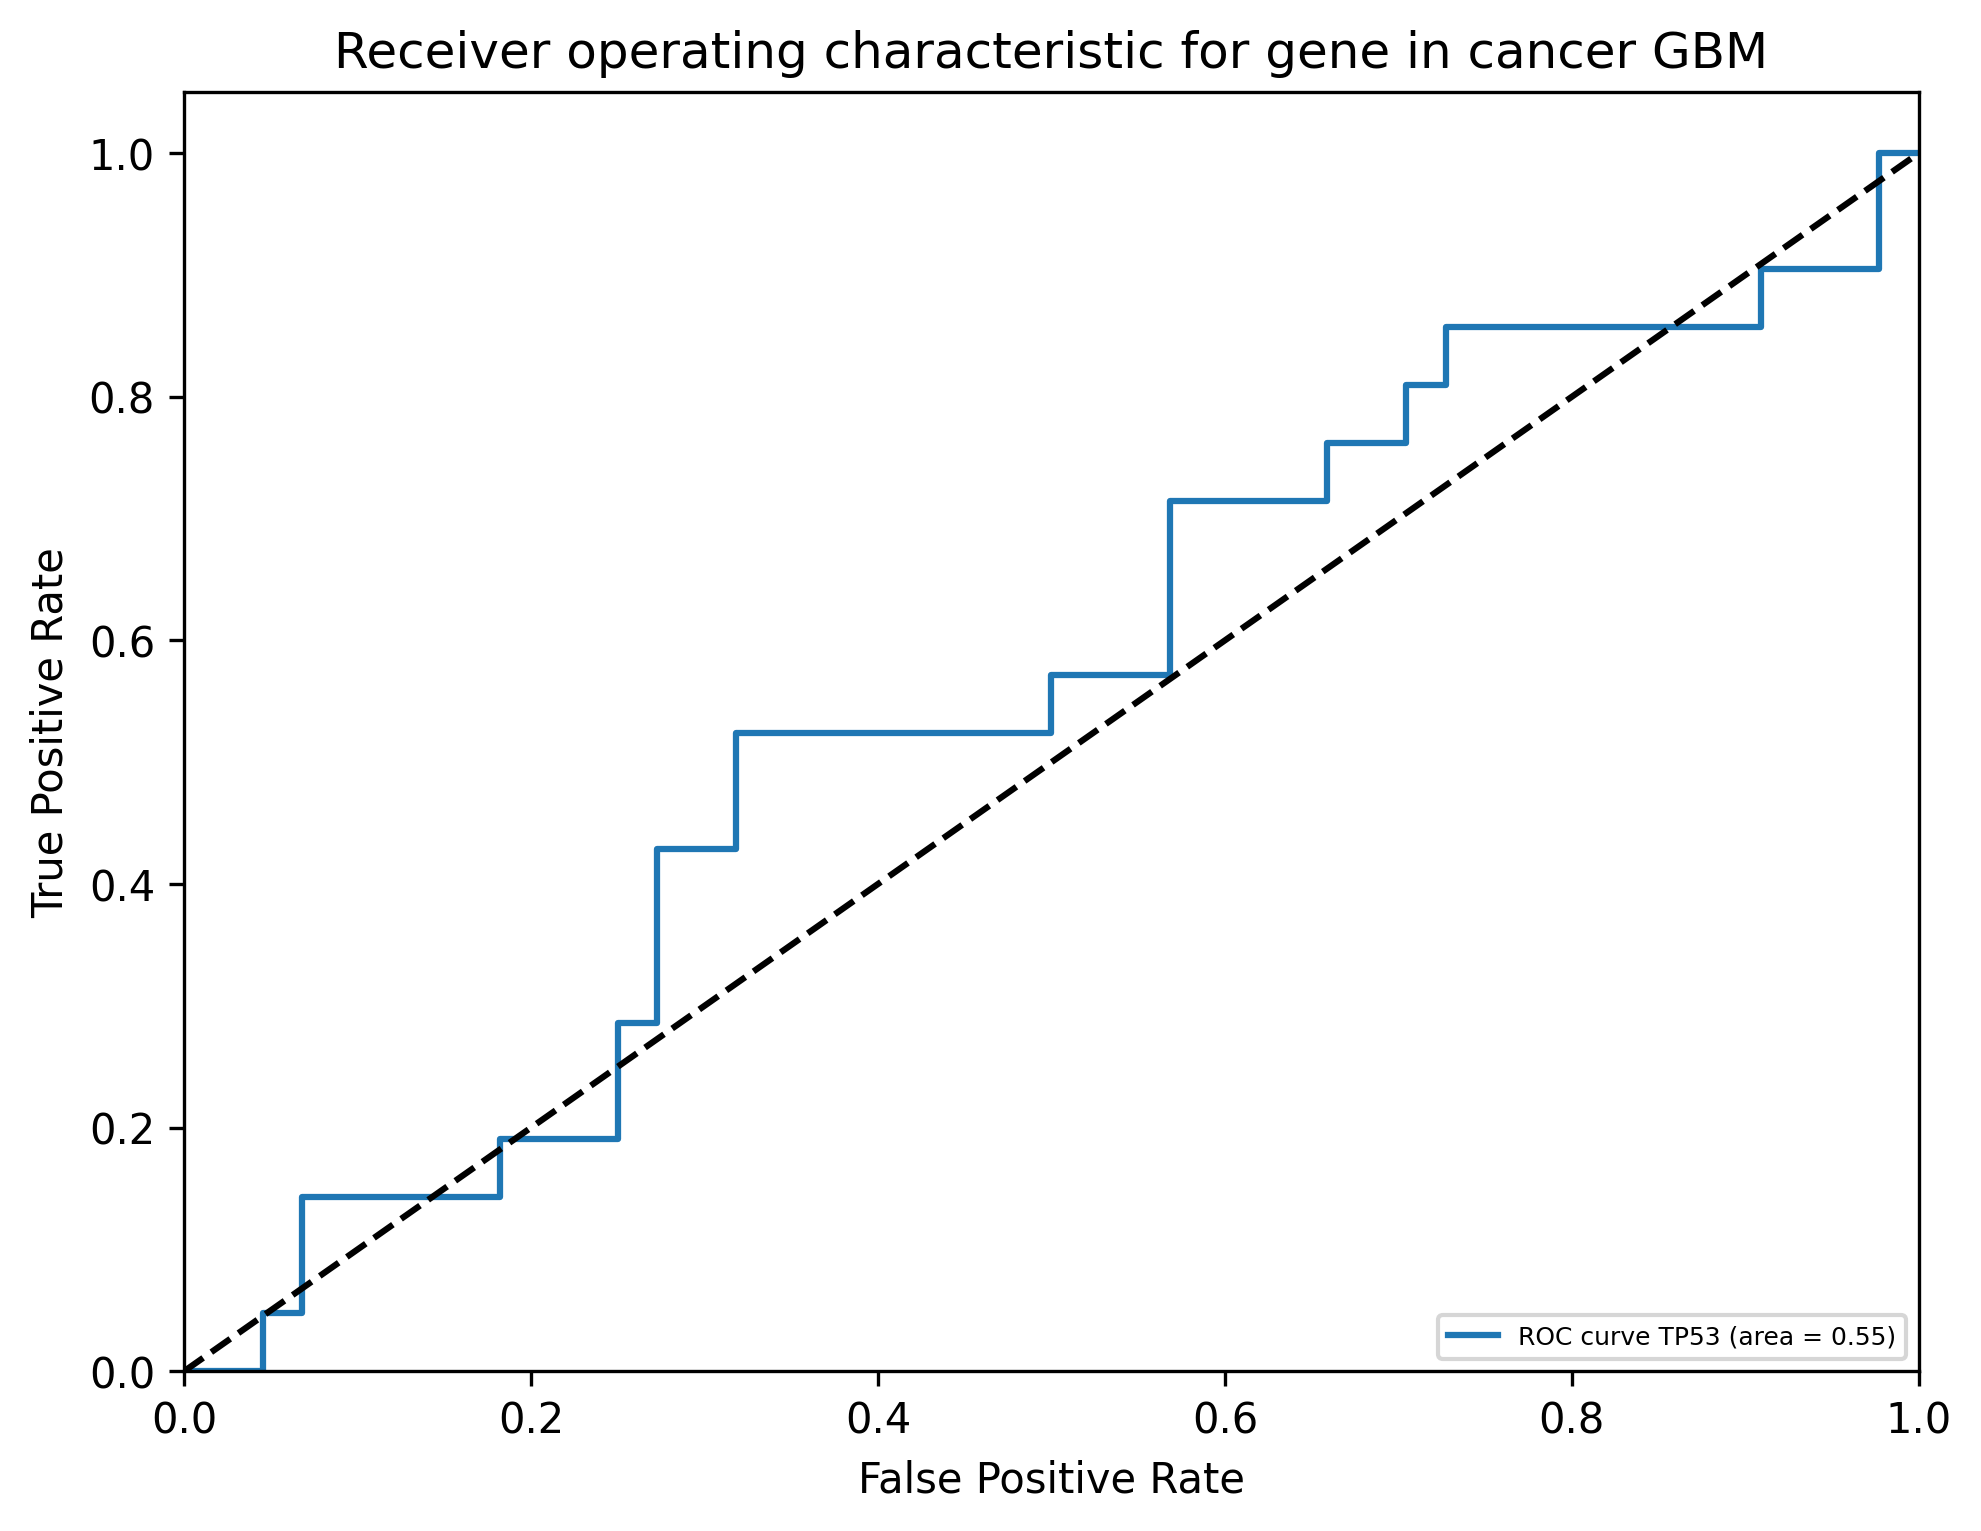 Receiver operating characteristic for gene in cancer GBM
True Positive Rate
1.0
0.8
0.6
0.4
0.2
0.0
ROC curve TP53 (area = 0.55)
0.0 0.2 0.4 0.6 0.8 1.0
False Positive Rate